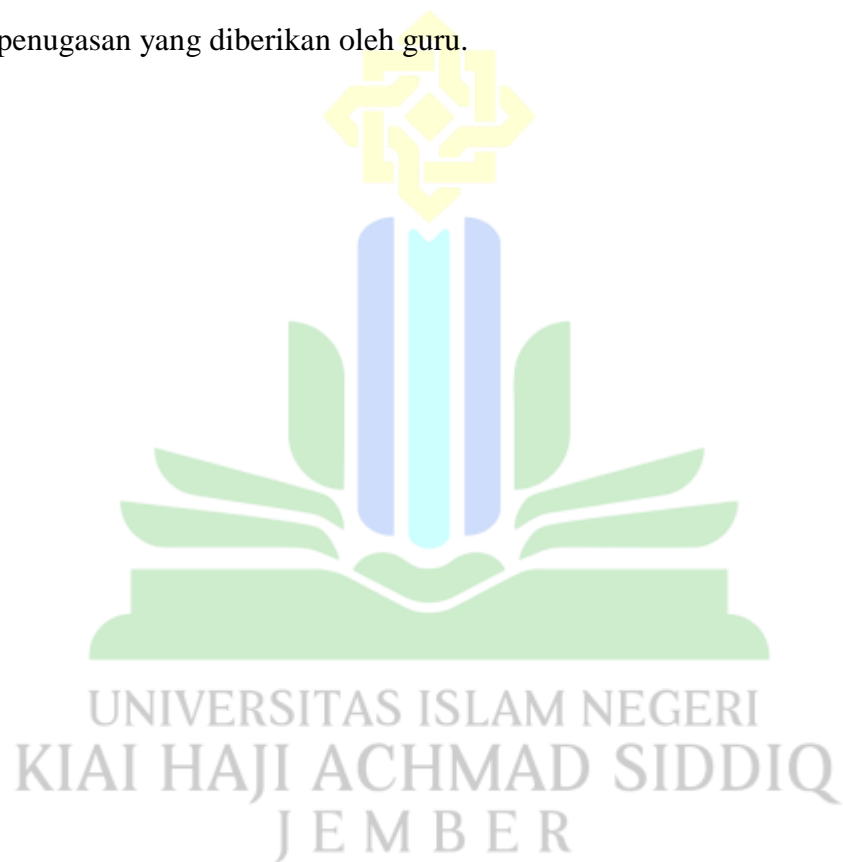 penugasan yang diberikan oleh guru.
UNIVERSITAS ISLAM NEGERI
KIAI HAJI ACHMAD SIDDIQ
JEMBER